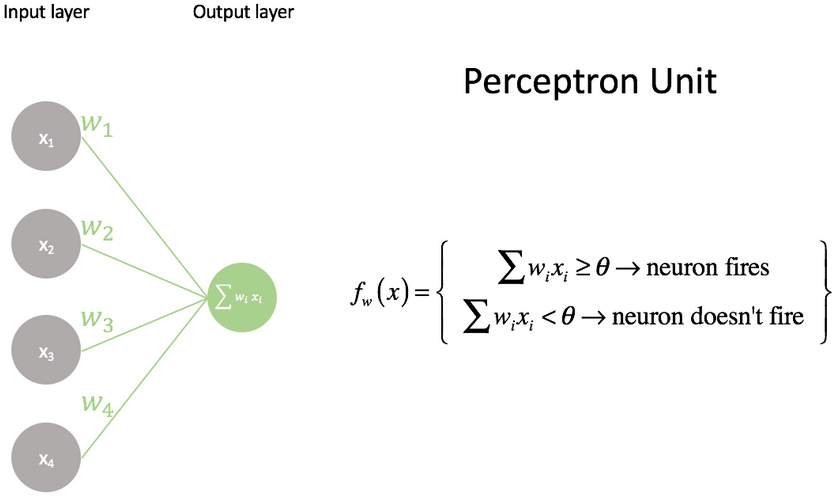 Input layer
Output layer
Perceptron Unit
x₁
w₁
x₂
w₂
x₃
w₃
x₄
w₄
∑ wᵢ xᵢ
f_w(x) = {
∑ wᵢxᵢ ≥ θ → neuron fires
∑ wᵢxᵢ < θ → neuron doesn't fire
}